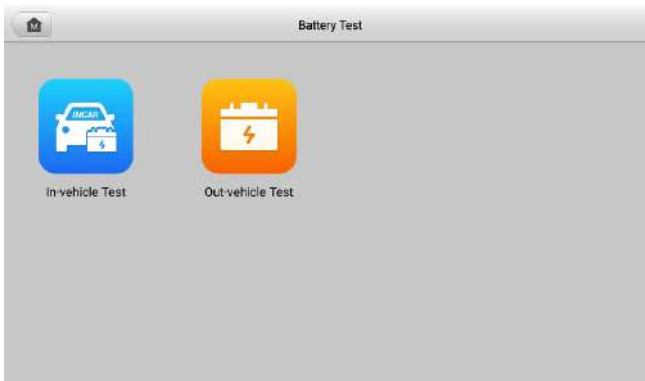 M
Battery Test
INCAR
In-vehicle Test
Out-vehicle Test